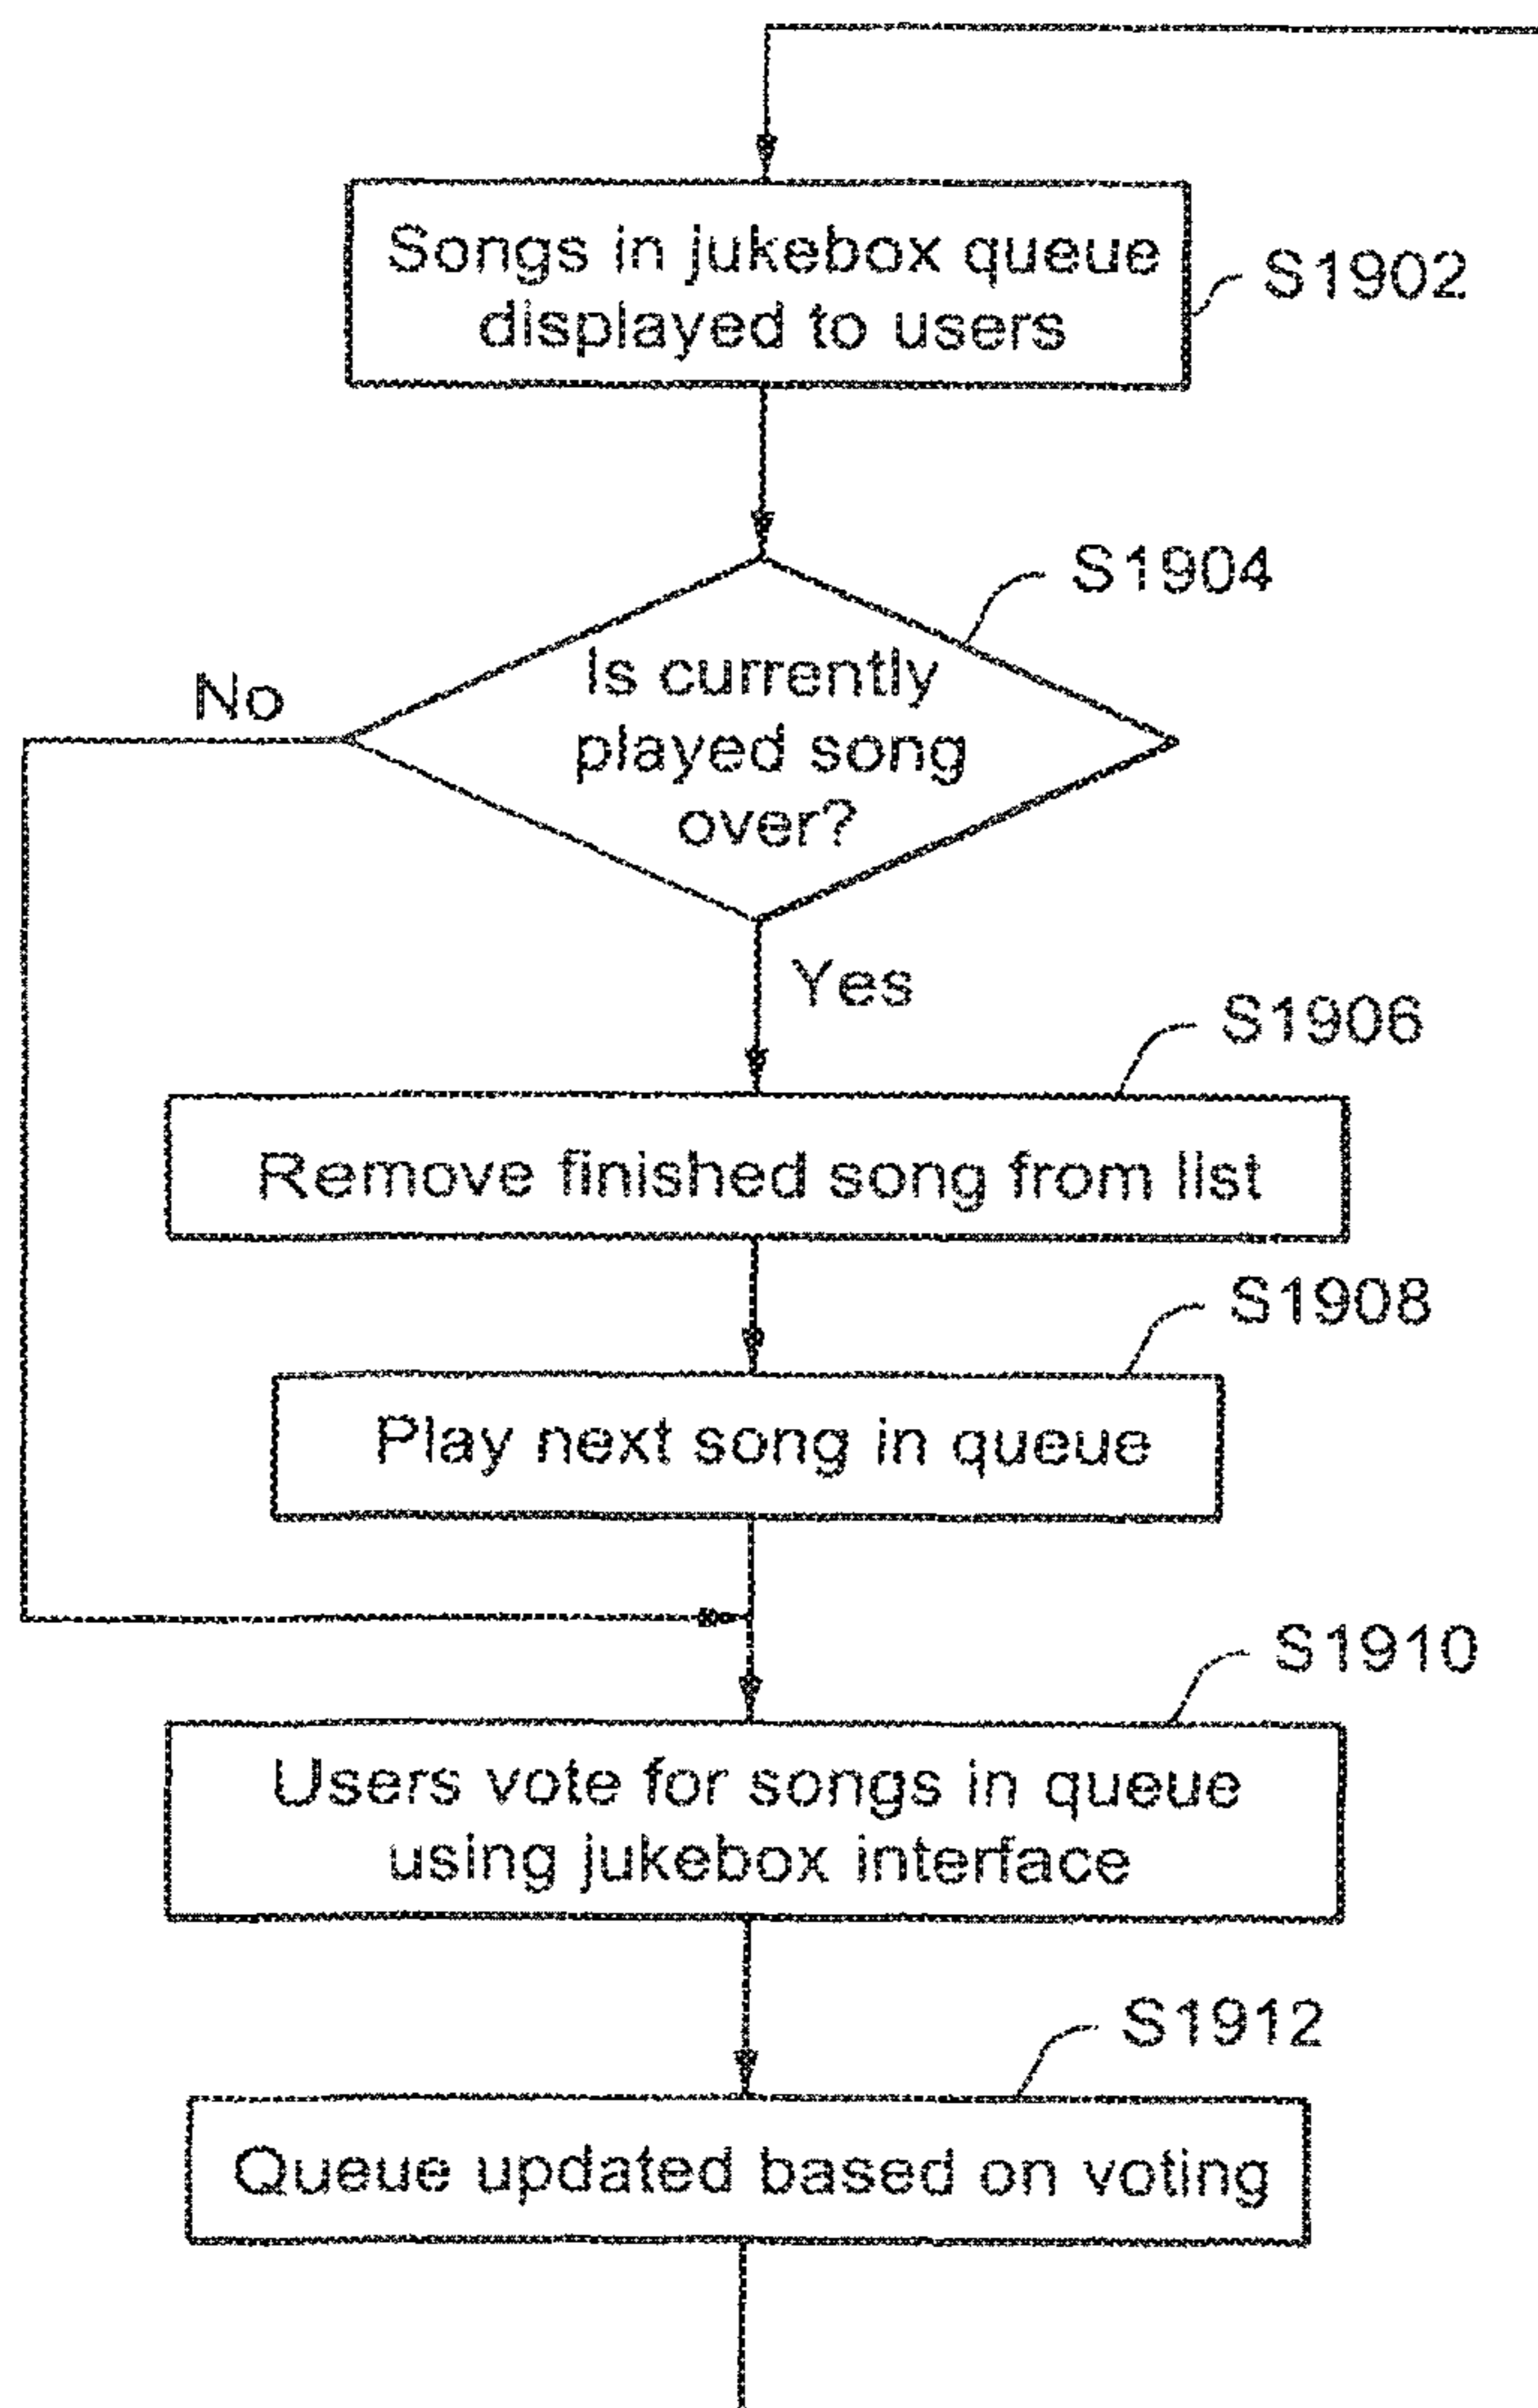 Songs in jukebox queue
displayed to users
S1902
S1904
Is currently
played song
over?
No
Yes
S1906
Remove finished song from list
S1908
Play next song in queue
S1910
Users vote for songs in queue
using jukebox interface
S1912
Queue updated based on voting